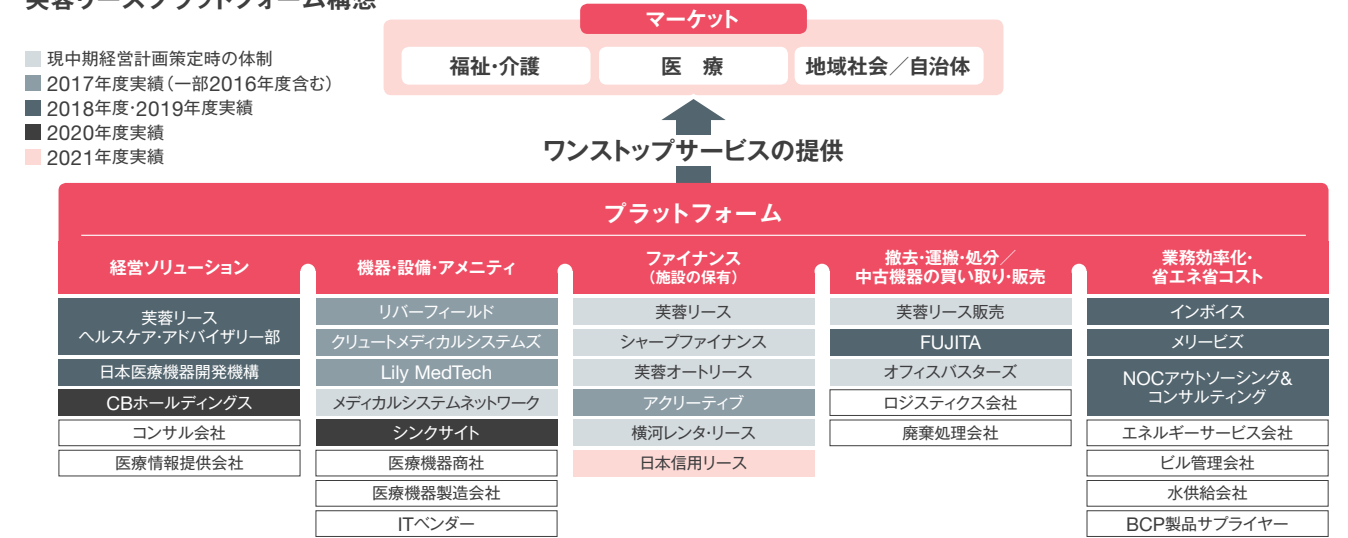 芙蓉リースプラットフォーム構想
現中期経営計画策定時の体制
2017年度実績（一部2016年度含む）
2018年度・2019年度実績
2020年度実績
2021年度実績
マーケット
福祉・介護
医 療
地域社会／自治体
ワンストップサービスの提供
プラットフォーム
経営ソリューション
芙蓉リース
ヘルスケア・アドバイザリー部
日本医療機器開発機構
CBホールディングス
コンサル会社
医療情報提供会社
機器・設備・アメニティ
リバーフィールド
クリュートメディカルシステムズ
Lily MedTech
メディカルシステムネットワーク
シンクサイト
医療機器商社
医療機器製造会社
ITベンダー
ファイナンス
（施設の保有）
芙蓉リース
シャープファイナンス
芙蓉オートリース
アクリーティブ
横河レンタ・リース
日本信用リース
撤去・運搬・処分／
中古機器の買い取り・販売
芙蓉リース販売
FUJITA
オフィスバスターズ
ロジスティクス会社
廃棄処理会社
業務効率化・
省エネ省コスト
インボイス
メリービズ
NOCアウトソーシング&
コンサルティング
エネルギーサービス会社
ビル管理会社
水供給会社
BCP製品サプライヤー